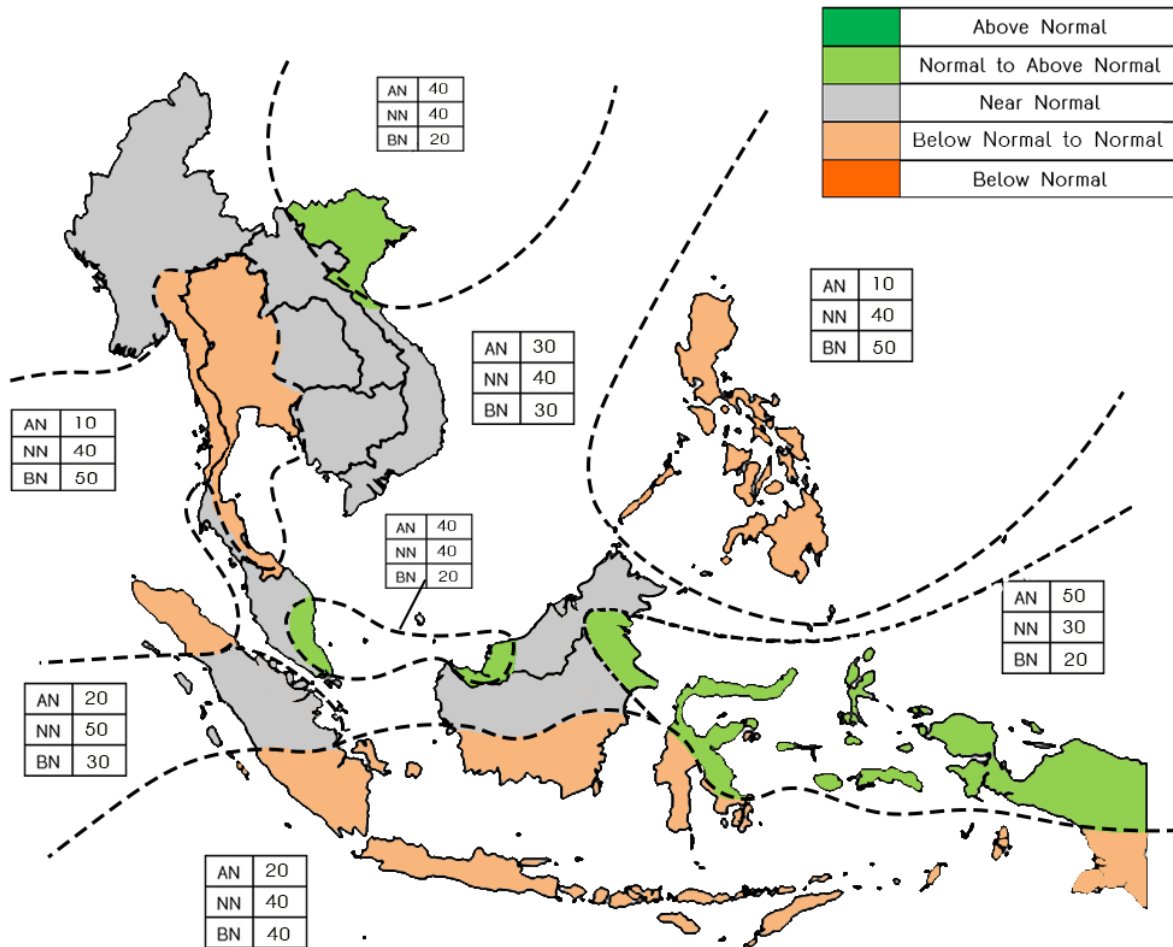 Above Normal
Normal to Above Normal
Near Normal
Below Normal to Normal
Below Normal
AN 40
NN 40
BN 20
AN 10
NN 40
BN 50
AN 30
NN 40
BN 30
AN 10
NN 40
BN 50
AN 40
NN 40
BN 20
AN 50
NN 30
BN 20
AN 20
NN 50
BN 30
AN 20
NN 40
BN 40